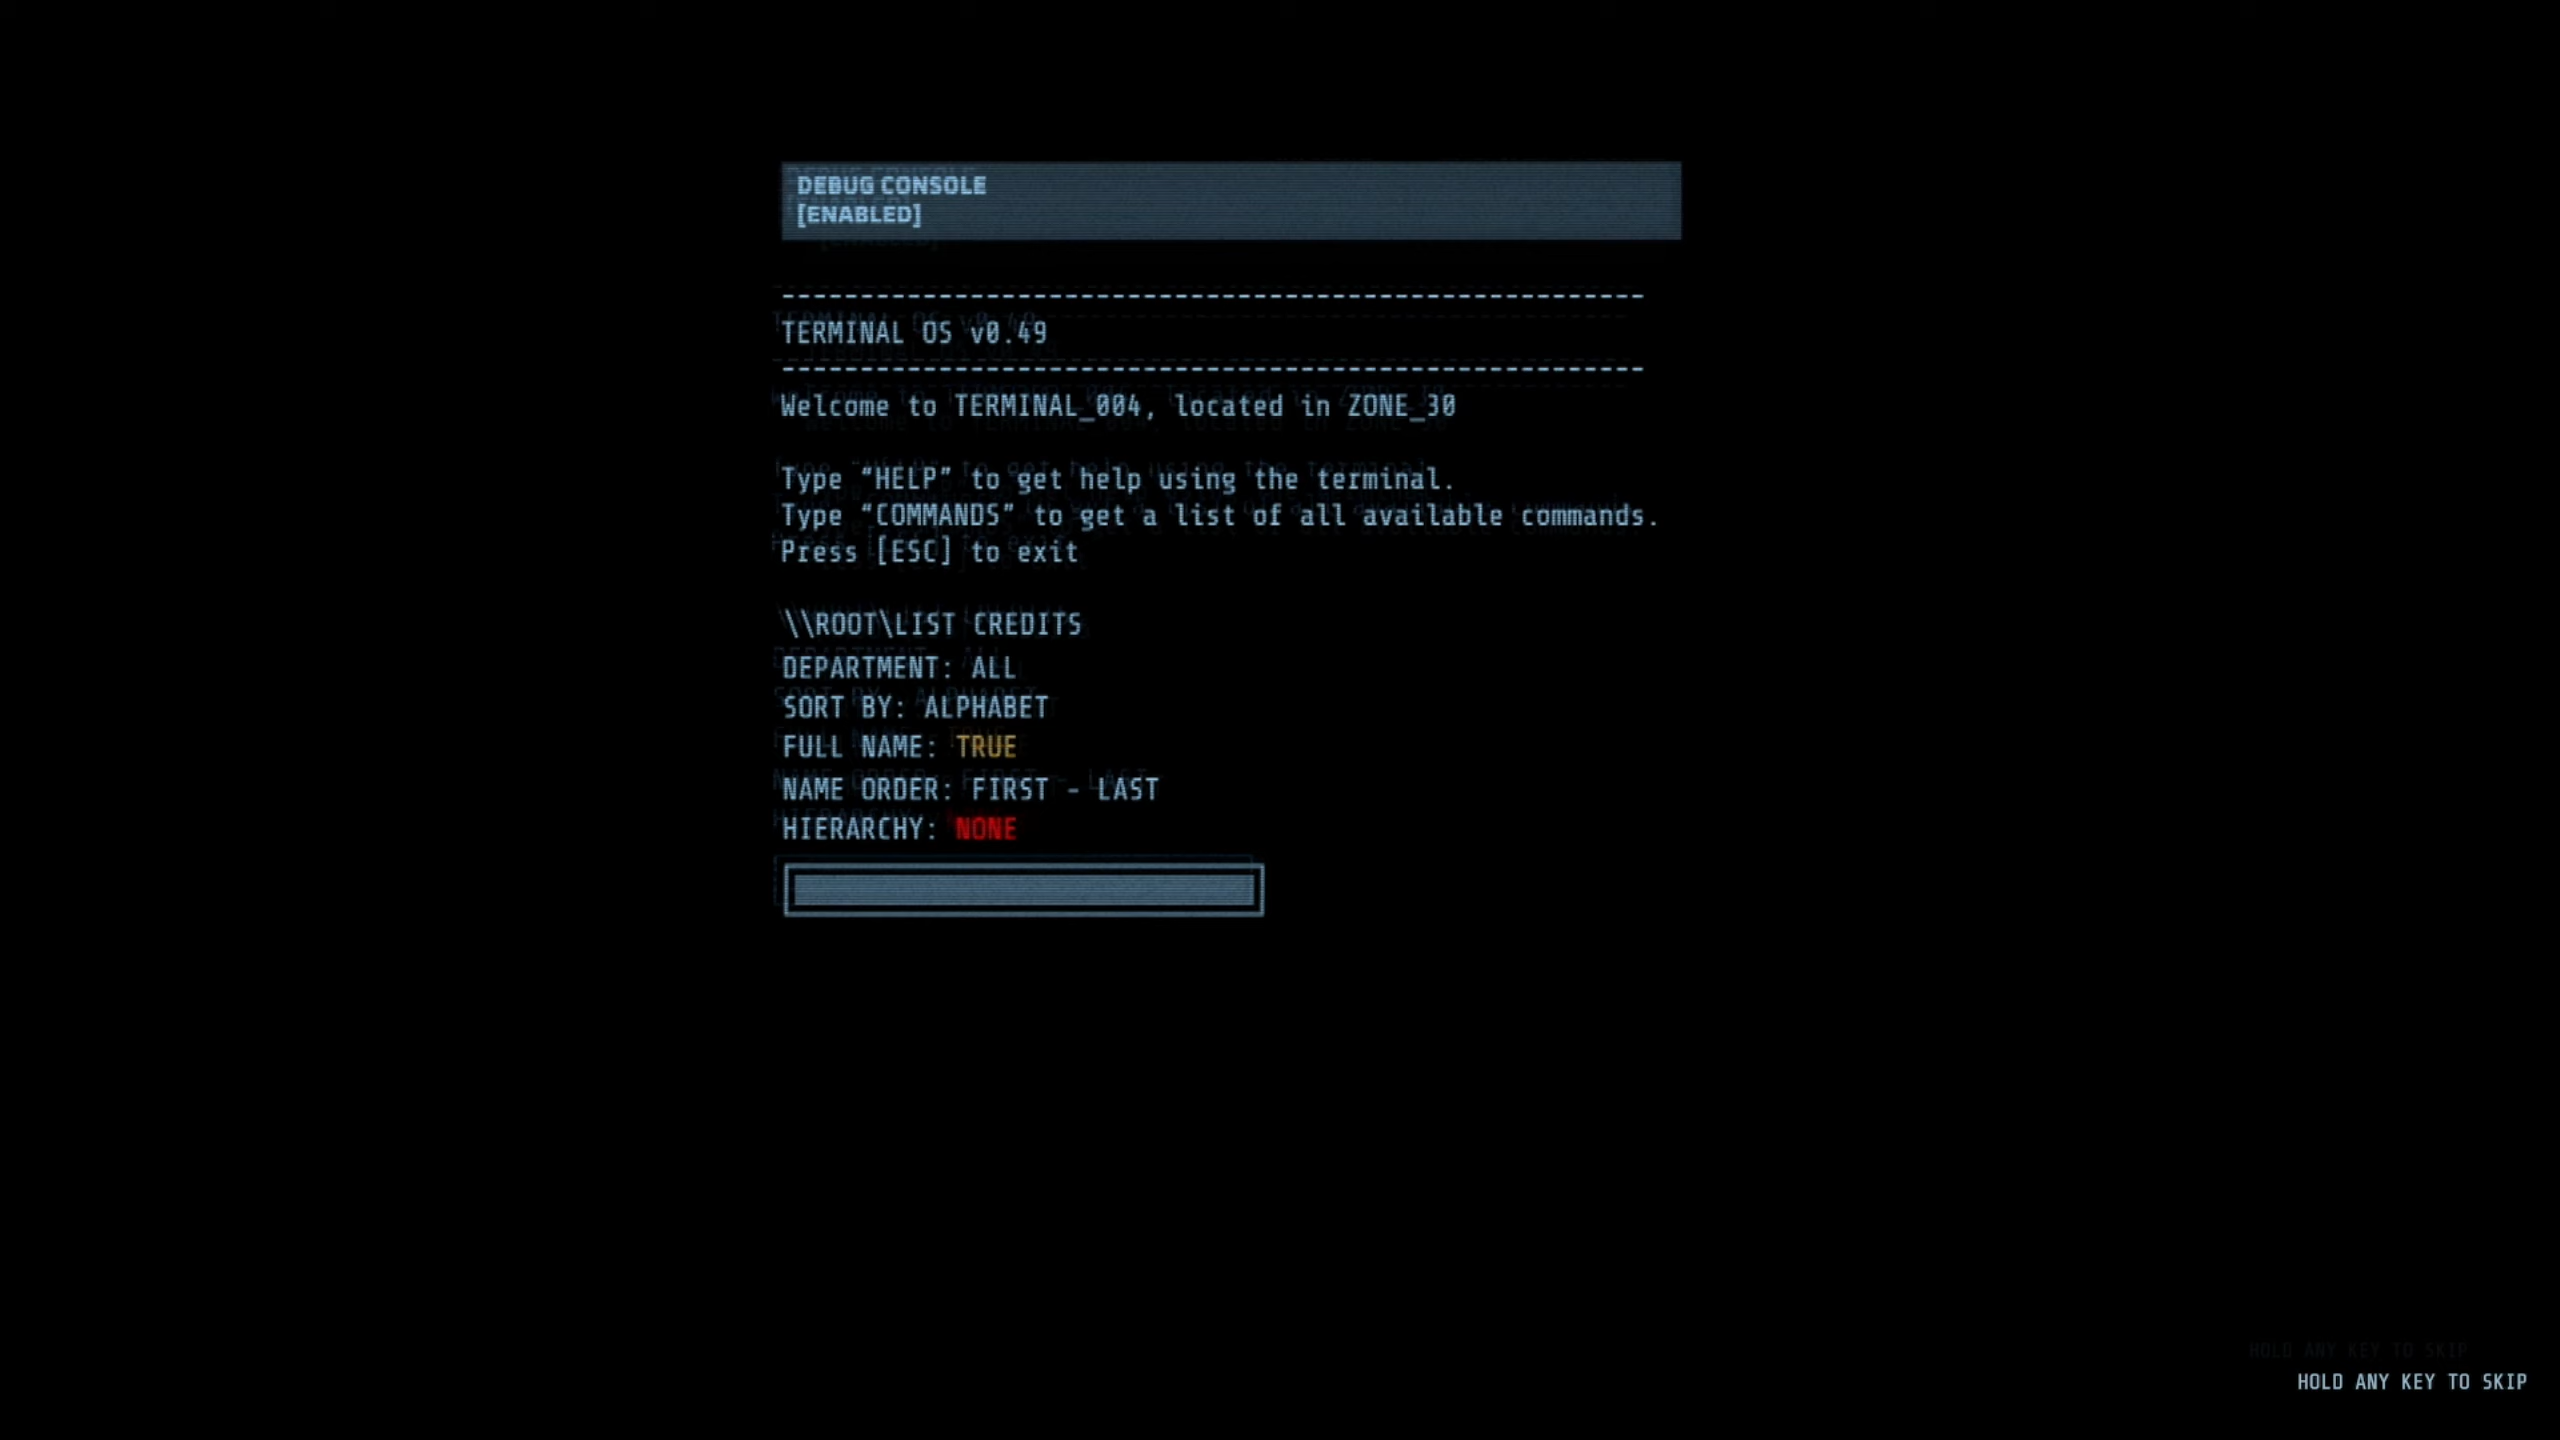 DEBUG CONSOLE
[ENABLED]
-------------------------------------------------------
TERMINAL OS v0.49
-------------------------------------------------------
Welcome to TERMINAL_004, located in ZONE_30
Type “HELP” to get help using the terminal.
Type “COMMANDS” to get a list of all available commands.
Press [ESC] to exit
\\ROOT\LIST CREDITS
DEPARTMENT: ALL
SORT BY: ALPHABET
FULL NAME: TRUE
NAME ORDER: FIRST - LAST
HIERARCHY: NONE
HOLD ANY KEY TO SKIP